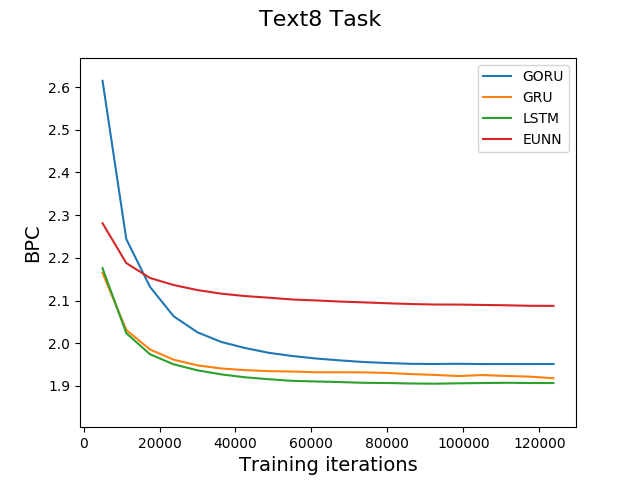 Text8 Task
GORU
GRU
LSTM
EUNN
BPC
2.6
2.5
2.4
2.3
2.2
2.1
2.0
1.9
0 20000 40000 60000 80000 100000 120000
Training iterations